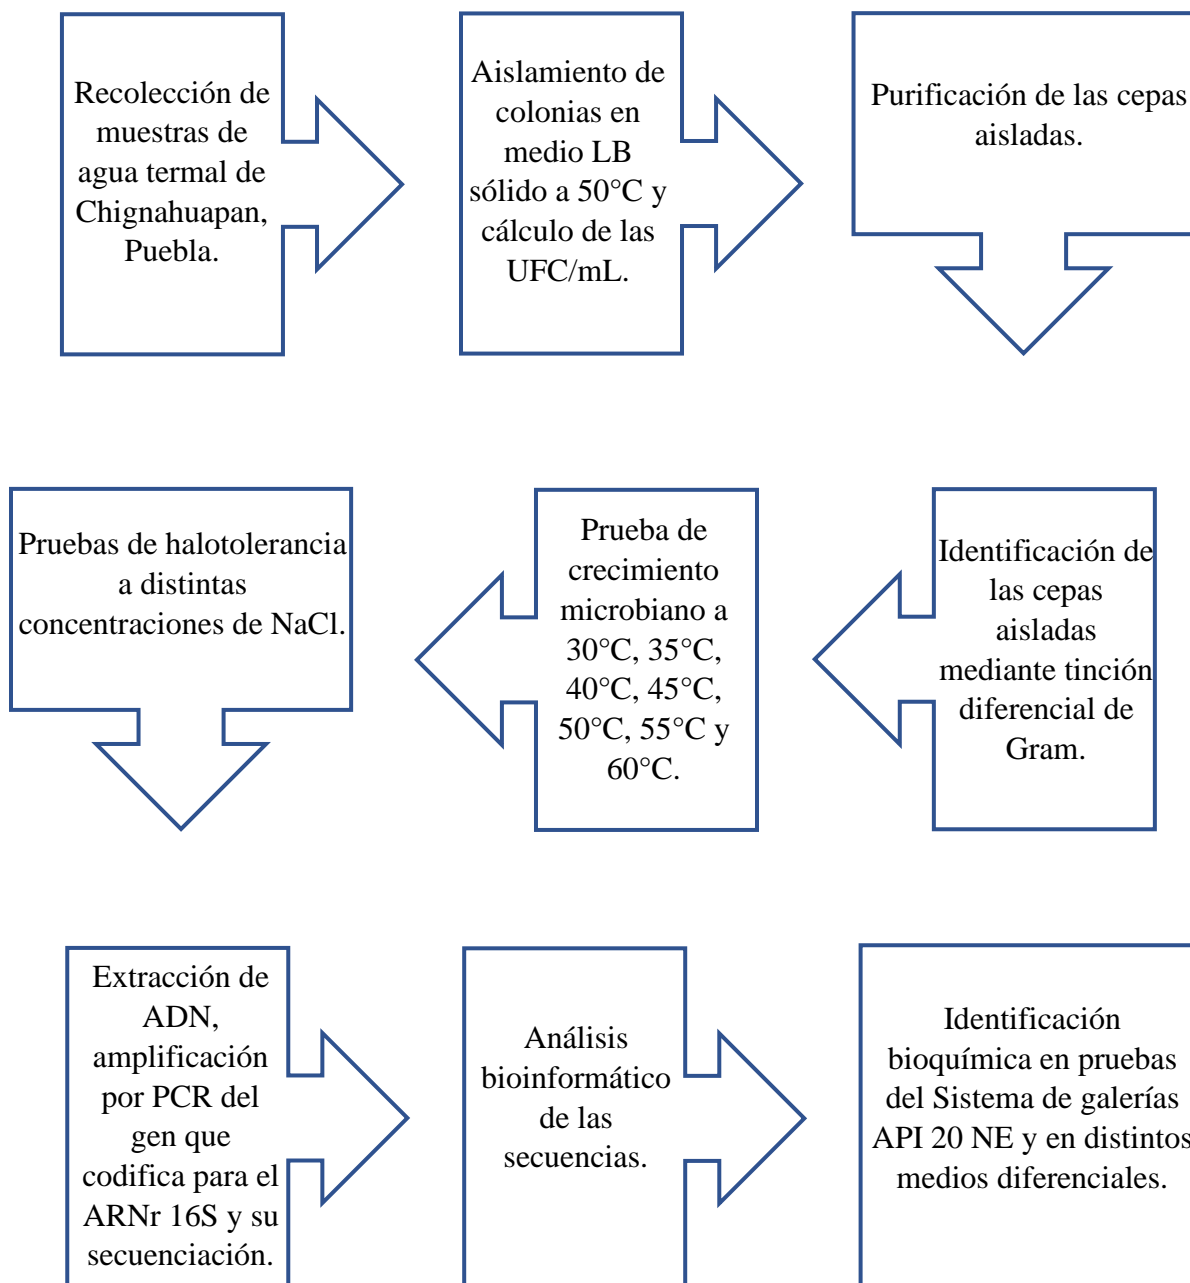 Recolección de
muestras de
agua termal de
Chignahuapan,
Puebla.
Aislamiento de
colonias en
medio LB
sólido a 50°C y
cálculo de las
UFC/mL.
Purificación de las cepas
aisladas.
Identificación de
las cepas
aisladas
mediante tinción
diferencial de
Gram.
Prueba de
crecimiento
microbiano a
30°C, 35°C,
40°C, 45°C,
50°C, 55°C y
60°C.
Pruebas de halotolerancia
a distintas
concentraciones de NaCl.
Extracción de
ADN,
amplificación
por PCR del
gen que
codifica para el
ARNr 16S y su
secuenciación.
Análisis
bioinformático
de las
secuencias.
Identificación
bioquímica en pruebas
del Sistema de galerías
API 20 NE y en distintos
medios diferenciales.